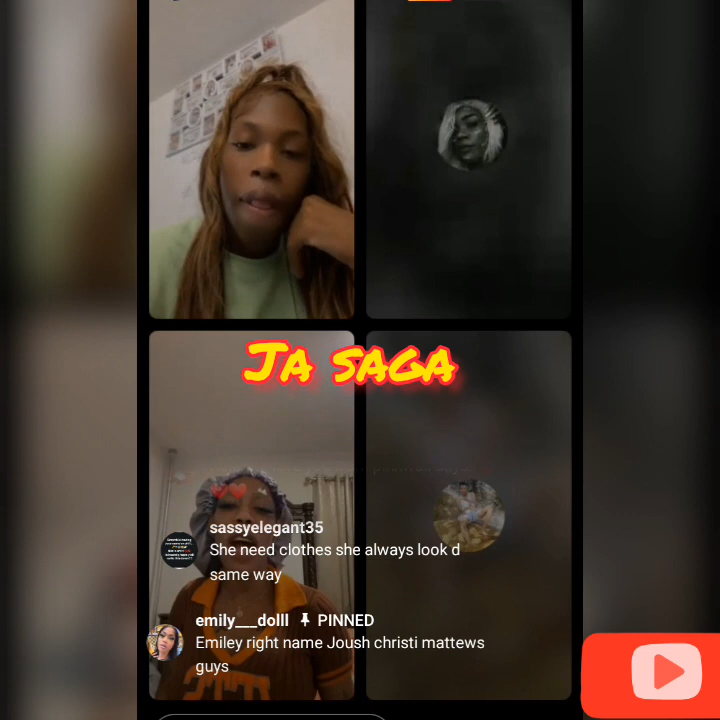 JA SAGA
sassyelegant35
She need clothes she always look d
same way
emily___dolll PINNED
Emiley right name Joush christi mattews
guys